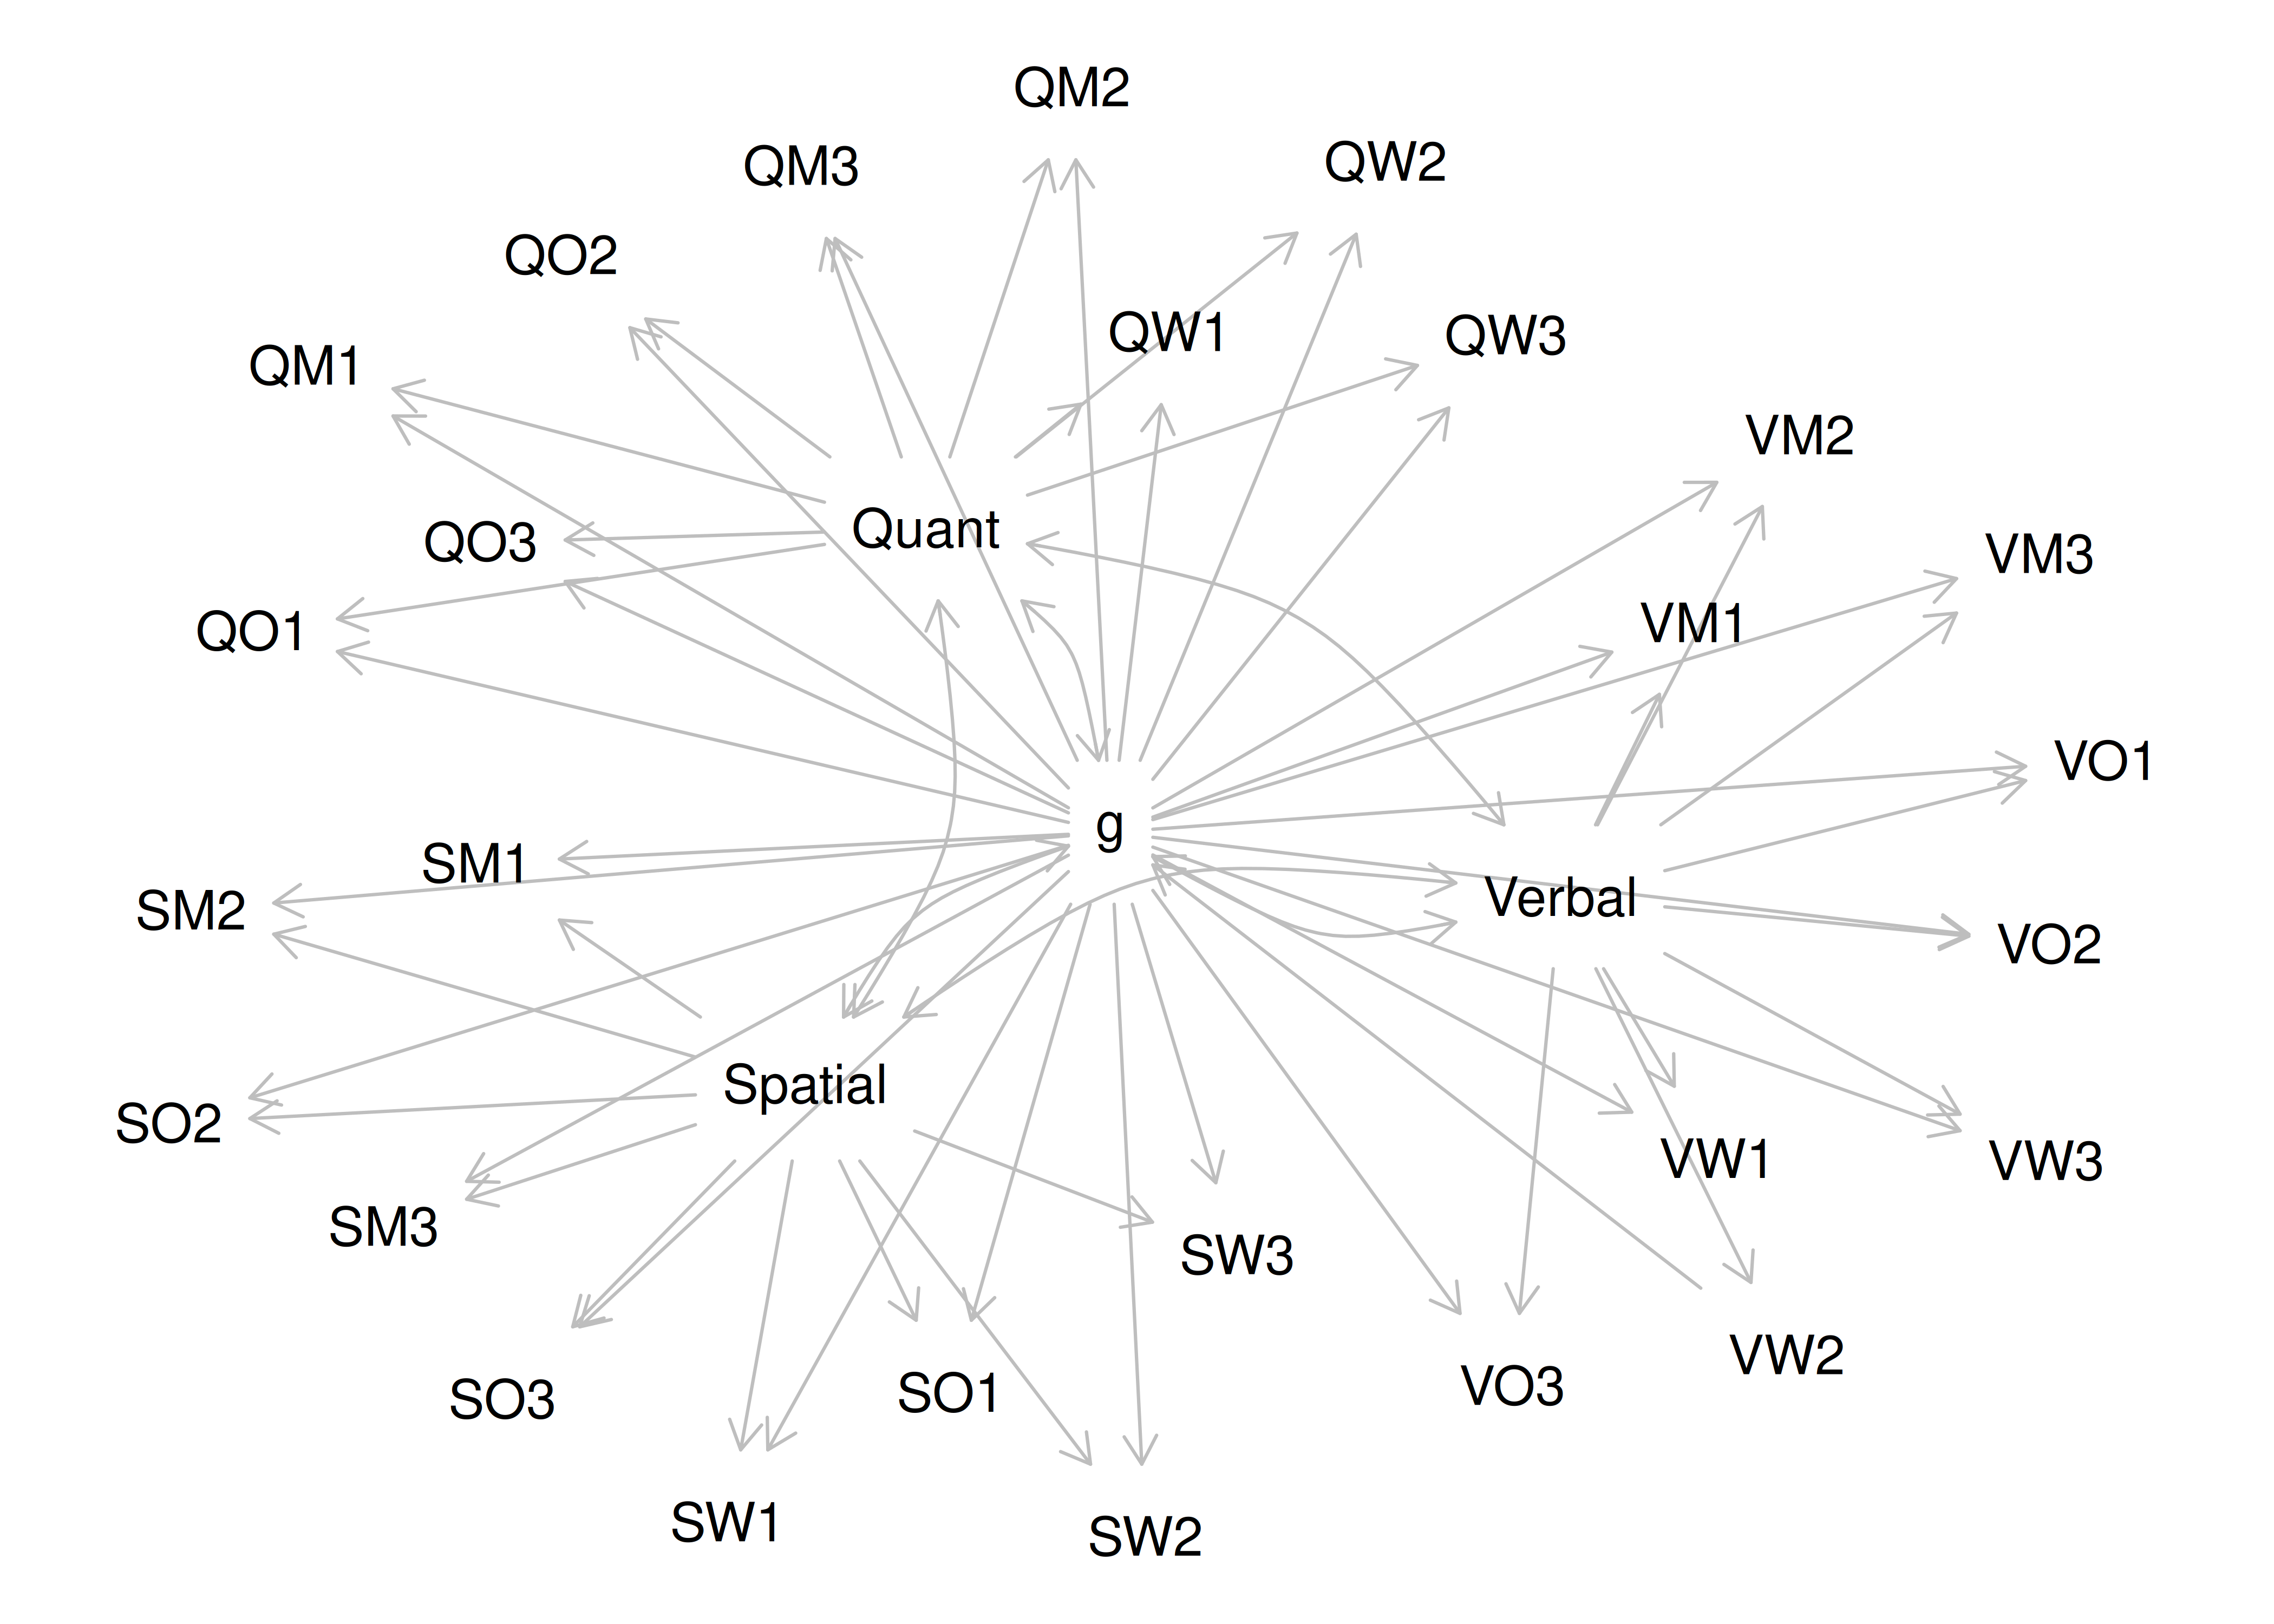 QM2
QW2
QM3
QO2
QW1
QW3
QM1
VM2
Quant
QO3
VM3
VM1
QO1
VO1
g
SM1
Verbal
SM2
VO2
Spatial
SO2
VW1
VW3
SM3
SW3
VW2
VO3
SO1
SO3
SW1
SW2